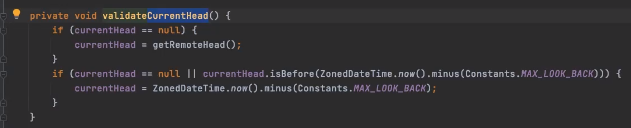 private void validateCurrentHead() {
if (currentHead == null) {
currentHead = getRemoteHead();
}
if (currentHead == null || currentHead.isBefore(ZonedDateTime.now().minus(Constants.MAX_LOOK_BACK))) {
currentHead = ZonedDateTime.now().minus(Constants.MAX_LOOK_BACK);
}
}